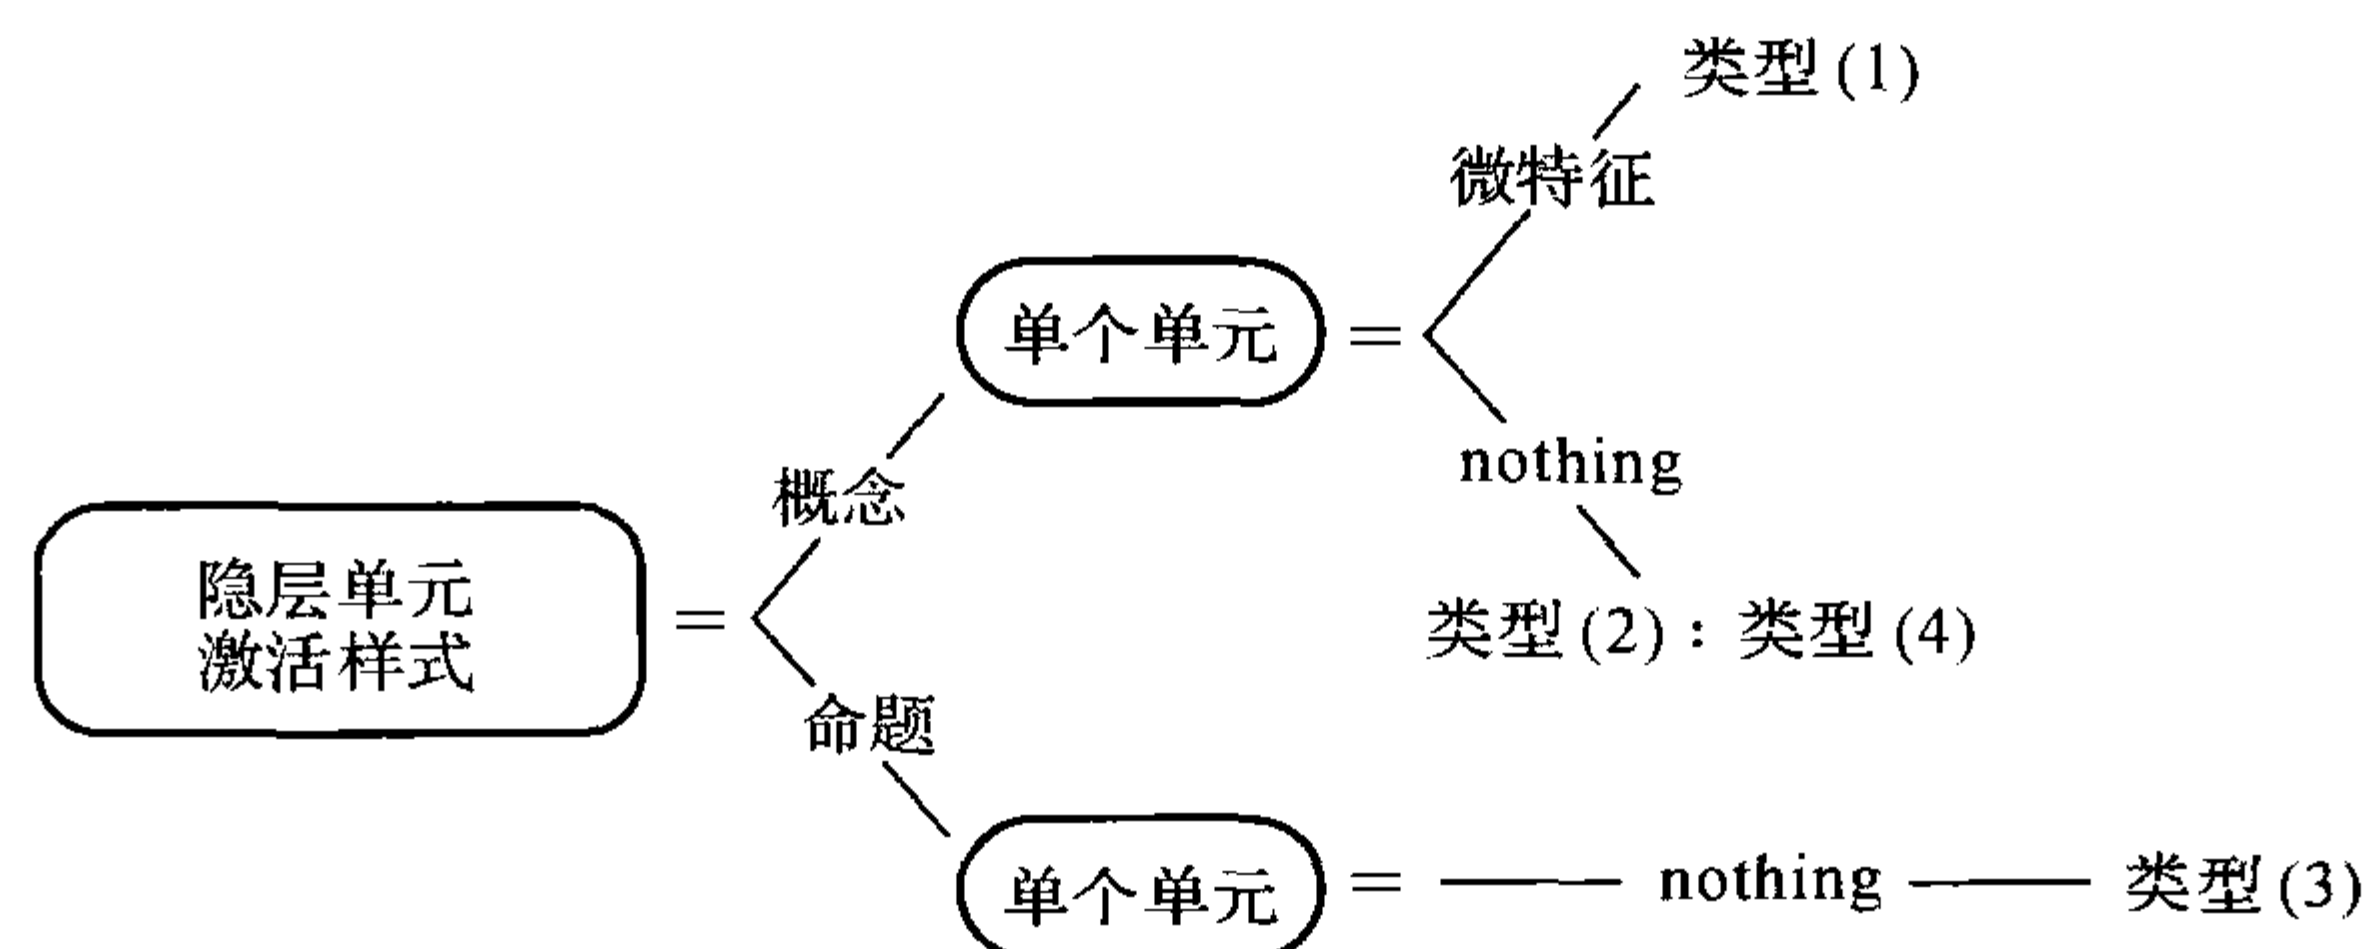 类型(1)
微特征
单个单元 =
nothing
概念
隐层单元
激活样式
=
类型(2)：类型(4)
命题
单个单元 = nothing 类型(3)